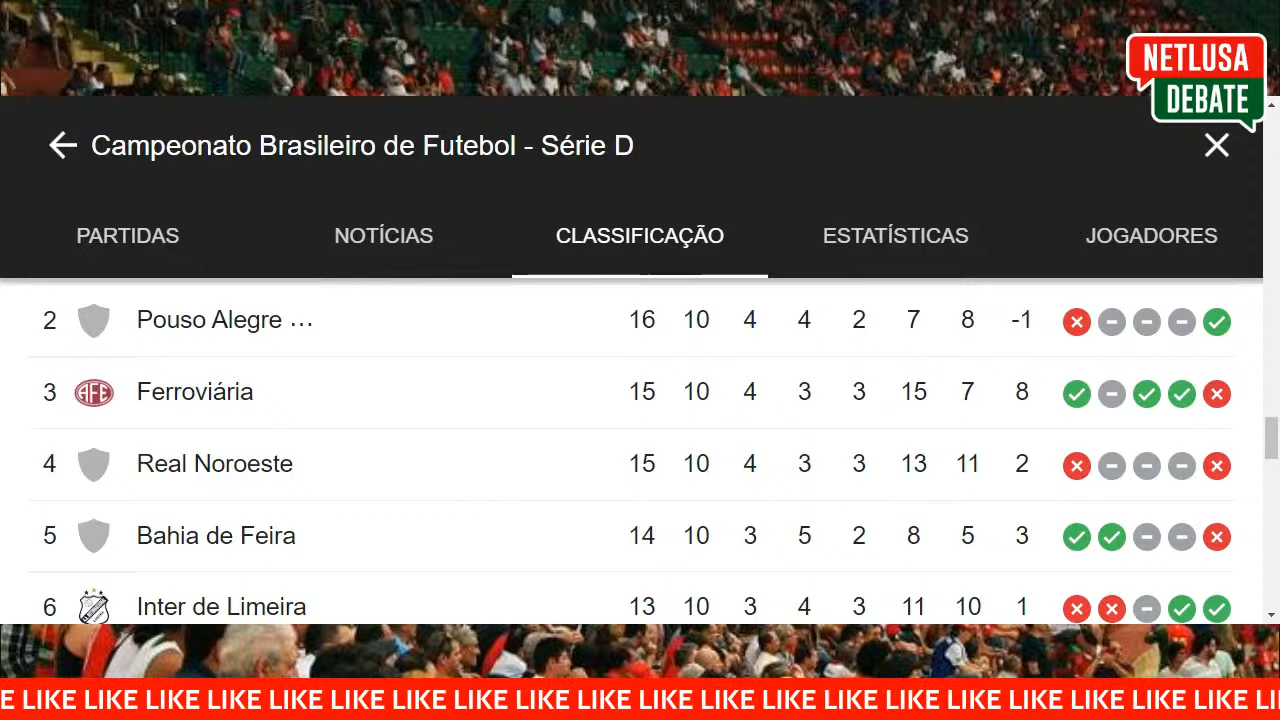 NETLUSA
DEBATE
Campeonato Brasileiro de Futebol - Série D
PARTIDAS NOTÍCIAS CLASSIFICAÇÃO ESTATÍSTICAS JOGADORES
2 Pouso Alegre ... 16 10 4 4 2 7 8 -1
3 AFE Ferroviária 15 10 4 3 3 15 7 8
4 Real Noroeste 15 10 4 3 3 13 11 2
5 Bahia de Feira 14 10 3 5 2 8 5 3
6 Inter de Limeira 13 10 3 4 3 11 10 1
E LIKE LIKE LIKE LIKE LIKE LIKE LIKE LIKE LIKE LIKE LIKE LIKE LIKE LIKE LIKE LIKE LIKE LIKE LIKE LIKE LI